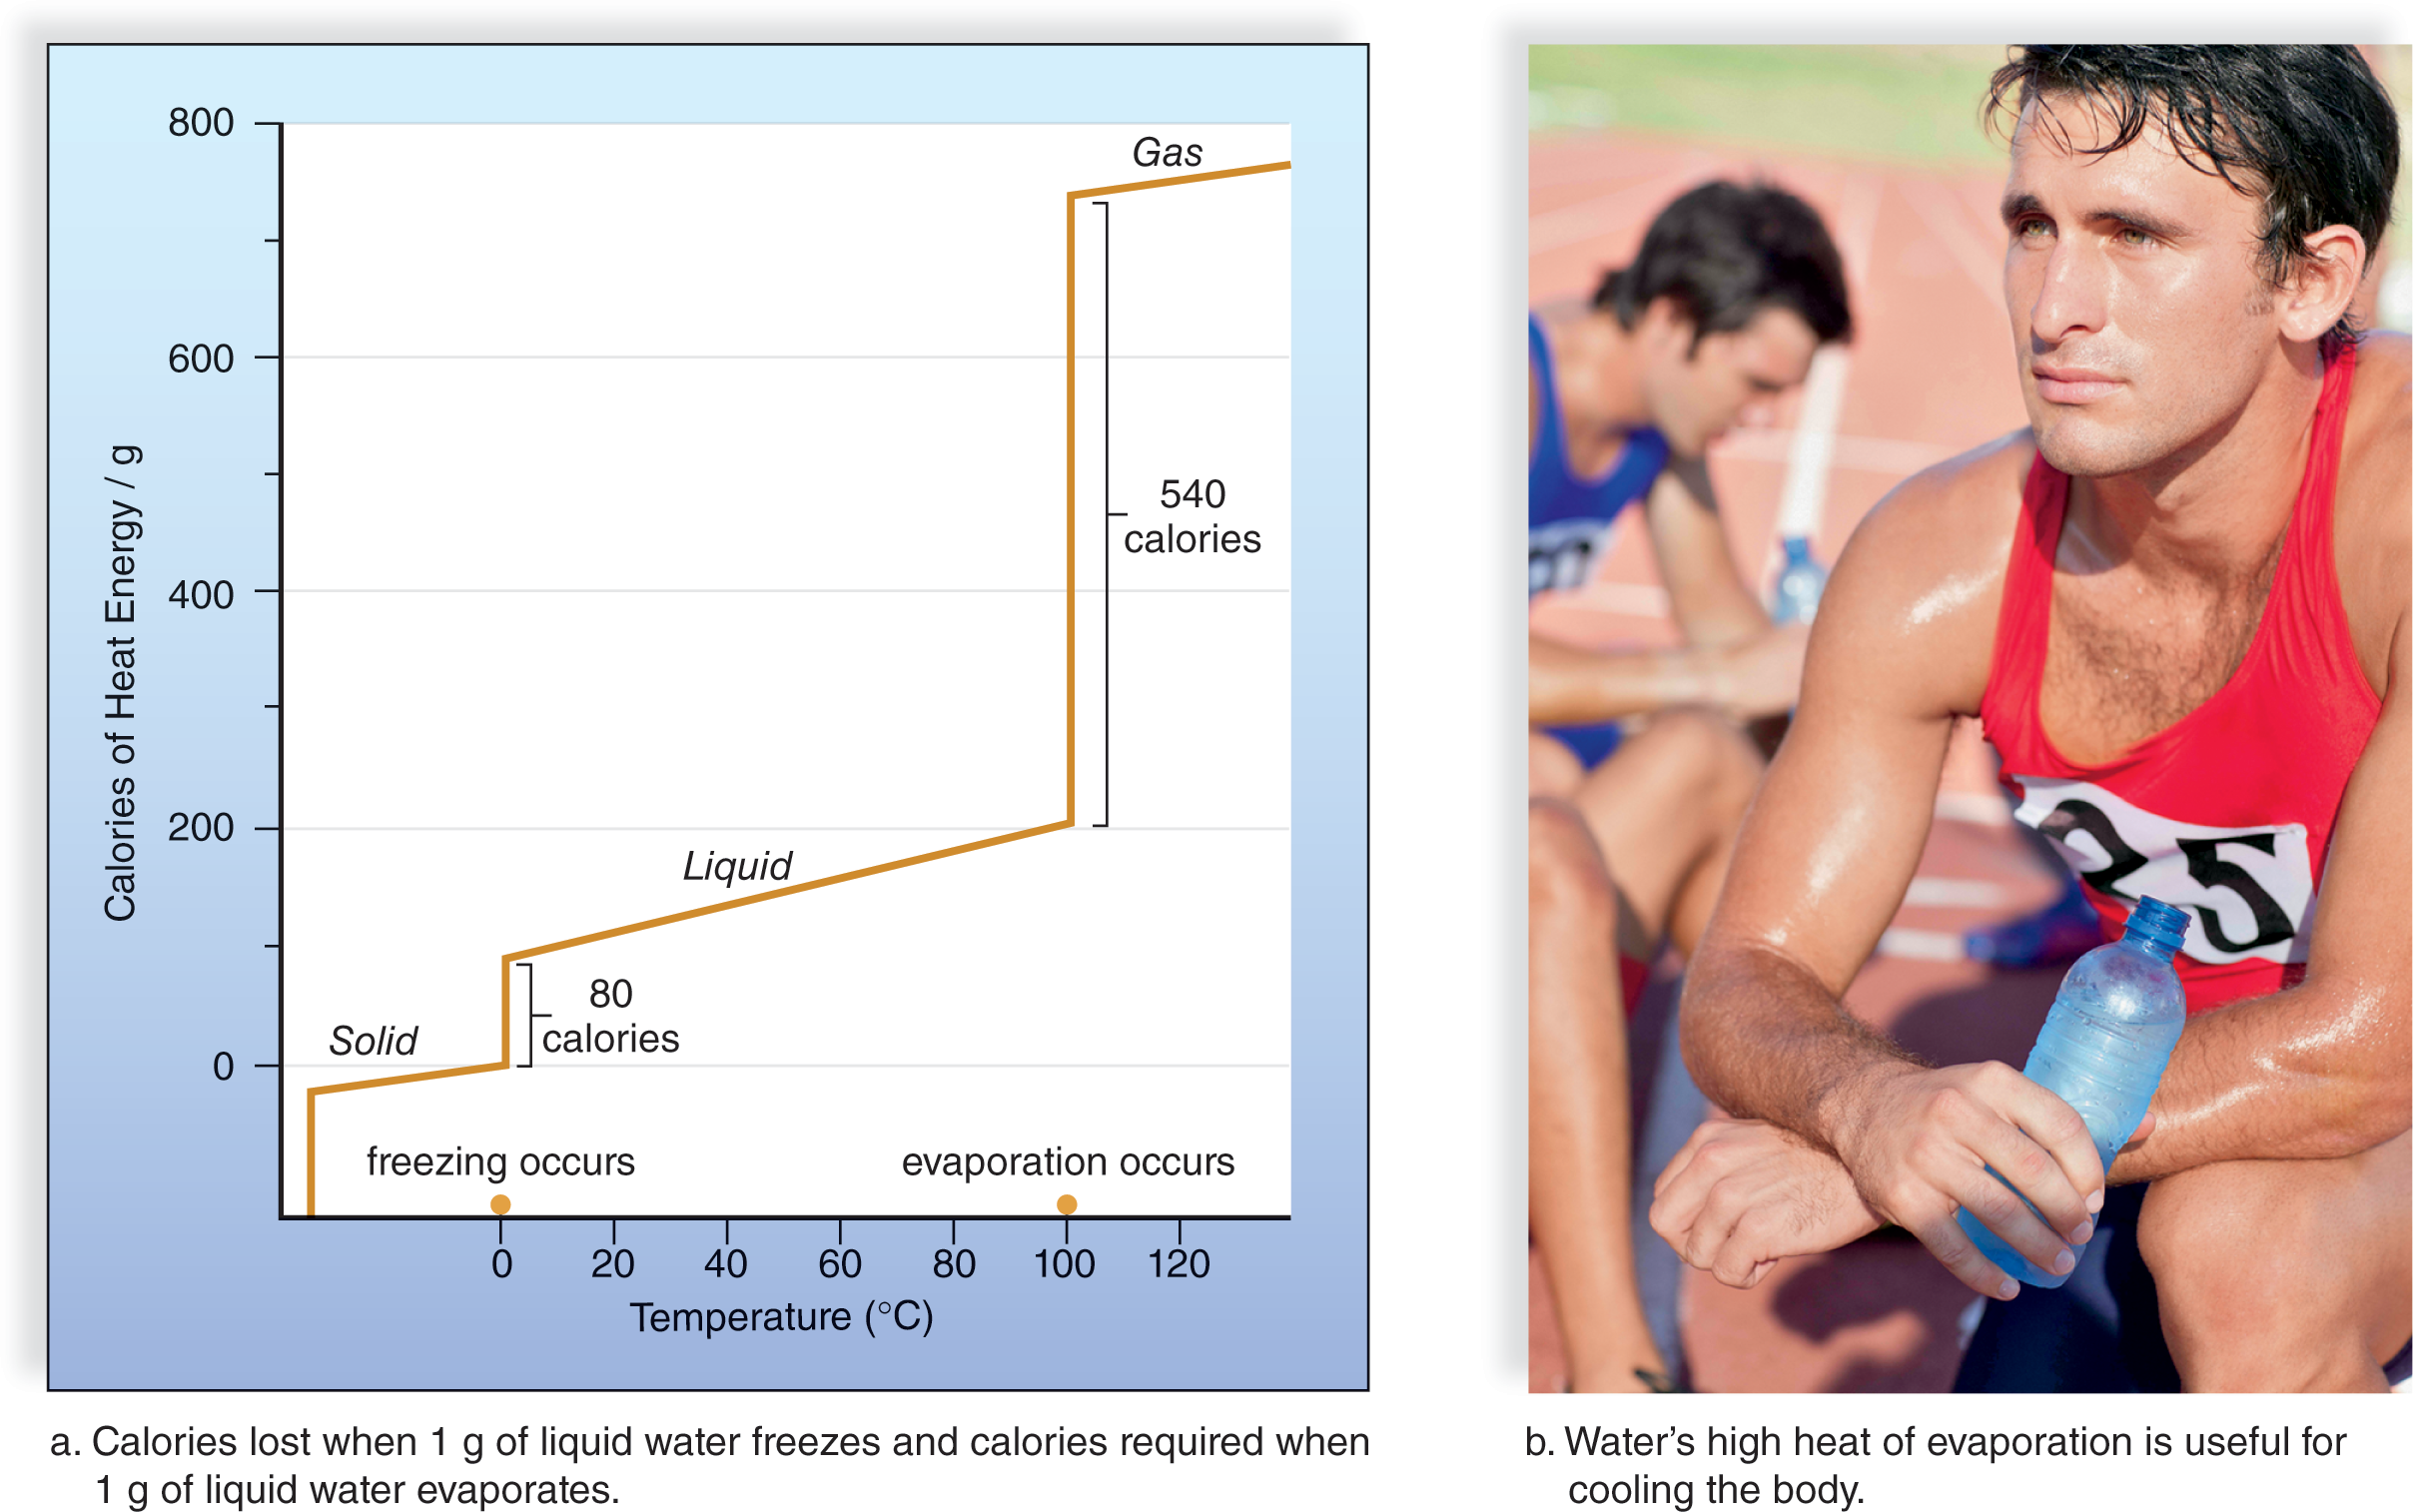 800
600
400
200
0
Calories of Heat Energy / g
Gas
540
calories
Liquid
80
calories
Solid
freezing occurs
evaporation occurs
0 20 40 60 80 100 120
Temperature (°C)
25
a. Calories lost when 1 g of liquid water freezes and calories required when
1 g of liquid water evaporates.
b. Water’s high heat of evaporation is useful for
cooling the body.